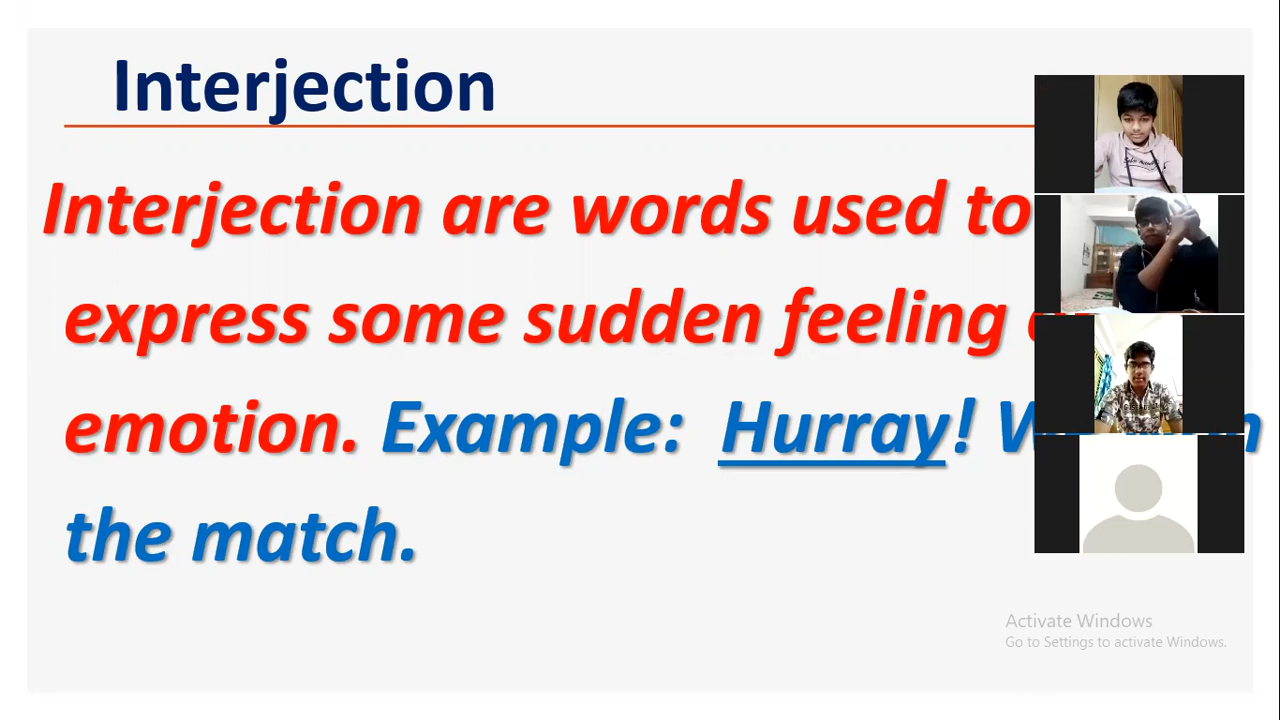 Interjection
Interjection are words used to
express some sudden feeling
emotion. Example: Hurray!
the match.
Activate Windows
Go to Settings to activate Windows.